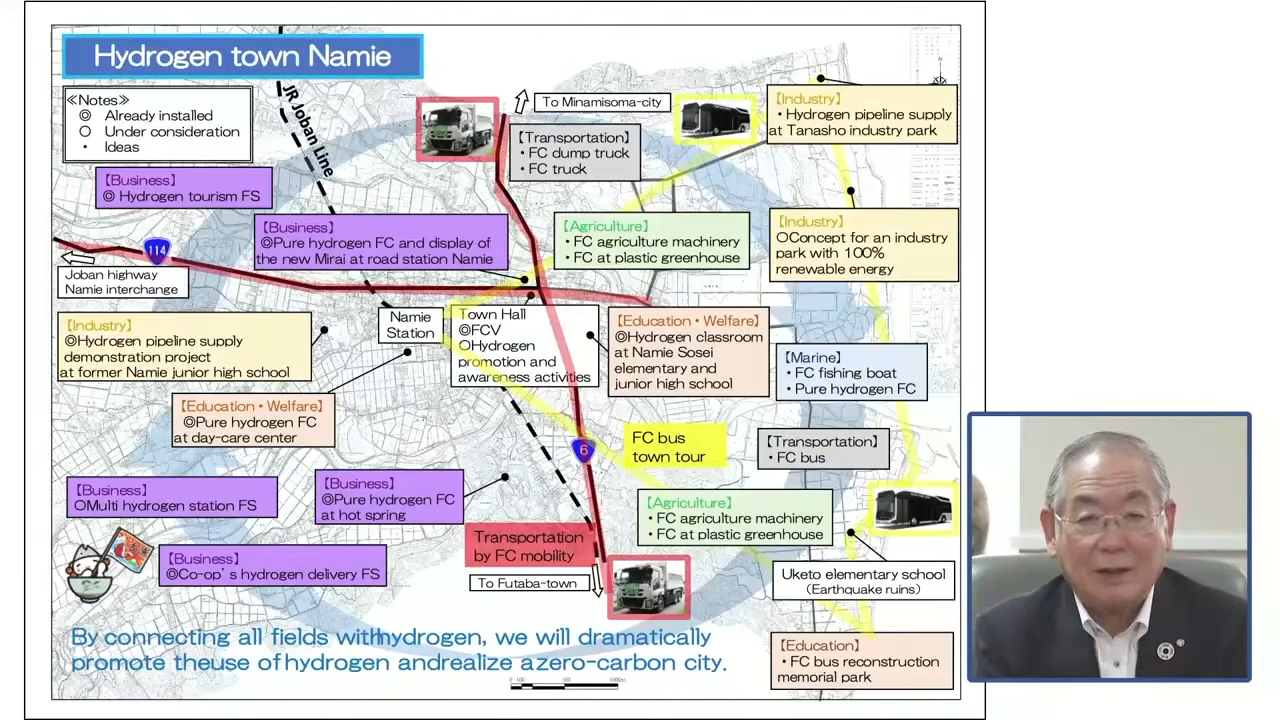 Hydrogen town Namie
≪Notes≫
◎ Already installed
○ Under consideration
・ Ideas
JR Joban Line
To Minamisoma-city
【Transportation】
・FC dump truck
・FC truck
【Industry】
・Hydrogen pipeline supply
at Tanasho industry park
【Business】
◎ Hydrogen tourism FS
【Business】
◎Pure hydrogen FC and display of
the new Mirai at road station Namie
【Agriculture】
・FC agriculture machinery
・FC at plastic greenhouse
【Industry】
○Concept for an industry
park with 100%
renewable energy
114
Joban highway
Namie interchange
【Industry】
◎Hydrogen pipeline supply
demonstration project
at former Namie junior high school
Namie
Station
Town Hall
◎FCV
○Hydrogen
promotion and
awareness activities
【Education・Welfare】
◎Hydrogen classroom
at Namie Sosei
elementary and
junior high school
【Marine】
・FC fishing boat
・Pure hydrogen FC
【Education・Welfare】
◎Pure hydrogen FC
at day-care center
6
FC bus
town tour
【Transportation】
・FC bus
【Business】
○Multi hydrogen station FS
【Business】
◎Pure hydrogen FC
at hot spring
【Agriculture】
・FC agriculture machinery
・FC at plastic greenhouse
Transportation
by FC mobility
【Business】
◎Co-op's hydrogen delivery FS
To Futaba-town
Uketo elementary school
(Earthquake ruins)
【Education】
・FC bus reconstruction
memorial park
By connecting all fields withhydrogen, we will dramatically
promote theuse of hydrogen andrealize azero-carbon city.